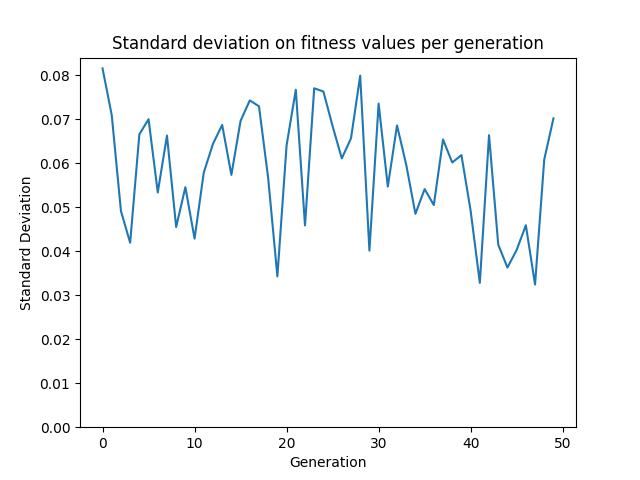 Standard deviation on fitness values per generation
0.08
0.07
0.06
0.05
0.04
0.03
0.02
0.01
0.00
Standard Deviation
0 10 20 30 40 50
Generation